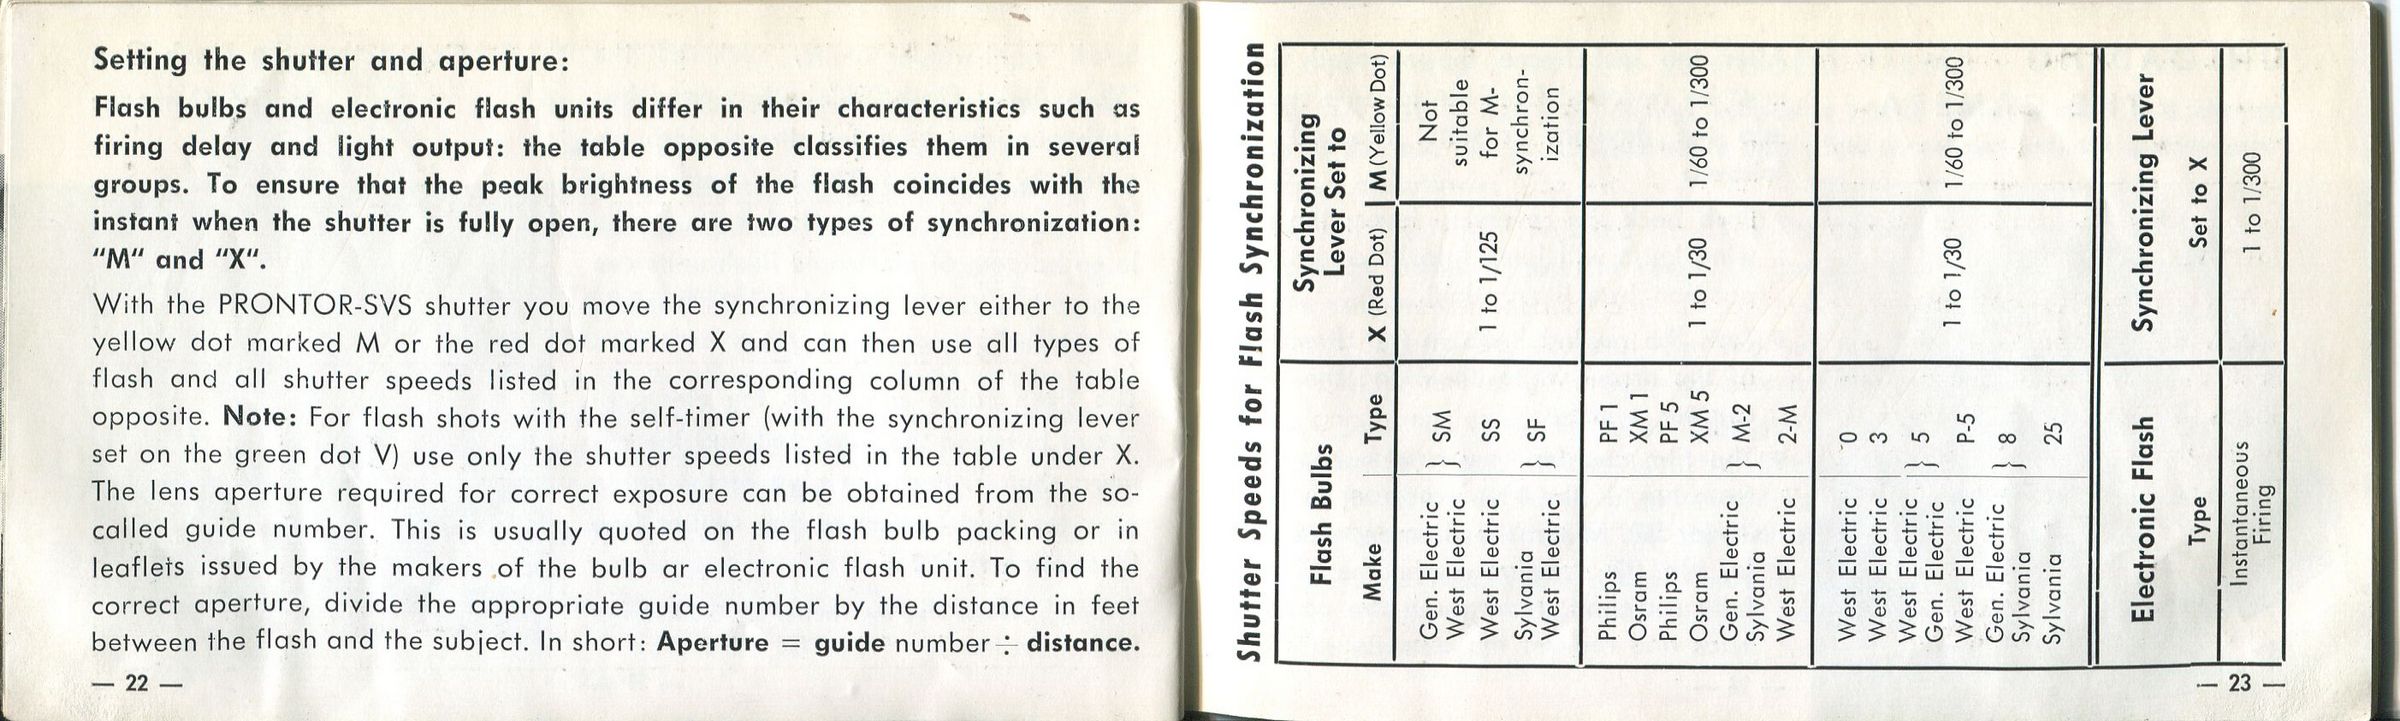 Setting the shutter and aperture:
Flash bulbs and electronic flash units differ in their characteristics such as
firing delay and light output: the table opposite classifies them in several
groups. To ensure that the peak brightness of the flash coincides with the
instant when the shutter is fully open, there are two types of synchronization:
"M" and "X".
With the PRONTOR-SVS shutter you move the synchronizing lever either to the
yellow dot marked M or the red dot marked X and can then use all types of
flash and all shutter speeds listed in the corresponding column of the table
opposite. Note: For flash shots with the self-timer (with the synchronizing lever
set on the green dot V) use only the shutter speeds listed in the table under X.
The lens aperture required for correct exposure can be obtained from the so-
called guide number. This is usually quoted on the flash bulb packing or in
leaflets issued by the makers of the bulb ar electronic flash unit. To find the
correct aperture, divide the appropriate guide number by the distance in feet
between the flash and the subject. In short: Aperture = guide number ÷ distance.
— 22 —
Shutter Speeds for Flash Synchronization
Flash Bulbs
Synchronizing
Lever Set to
Make Type X (Red Dot) M (Yellow Dot)
Gen. Electric } SM
West Electric
West Electric SS
Sylvania } SF
West Electric
1 to 1/125
Not
suitable
for M-
synchron-
ization
Philips PF 1
Osram XM 1
Philips PF 5
Osram XM 5
Gen. Electric } M-2
Sylvania
West Electric 2-M
1 to 1/30
1/60 to 1/300
West Electric 0
West Electric 3
West Electric } 5
Gen. Electric
West Electric P-5
Gen. Electric } 8
Sylvania
Sylvania 25
1 to 1/30
1/60 to 1/300
Electronic Flash Synchronizing Lever
Type Set to X
Instantaneous
Firing
1 to 1/300
— 23 —